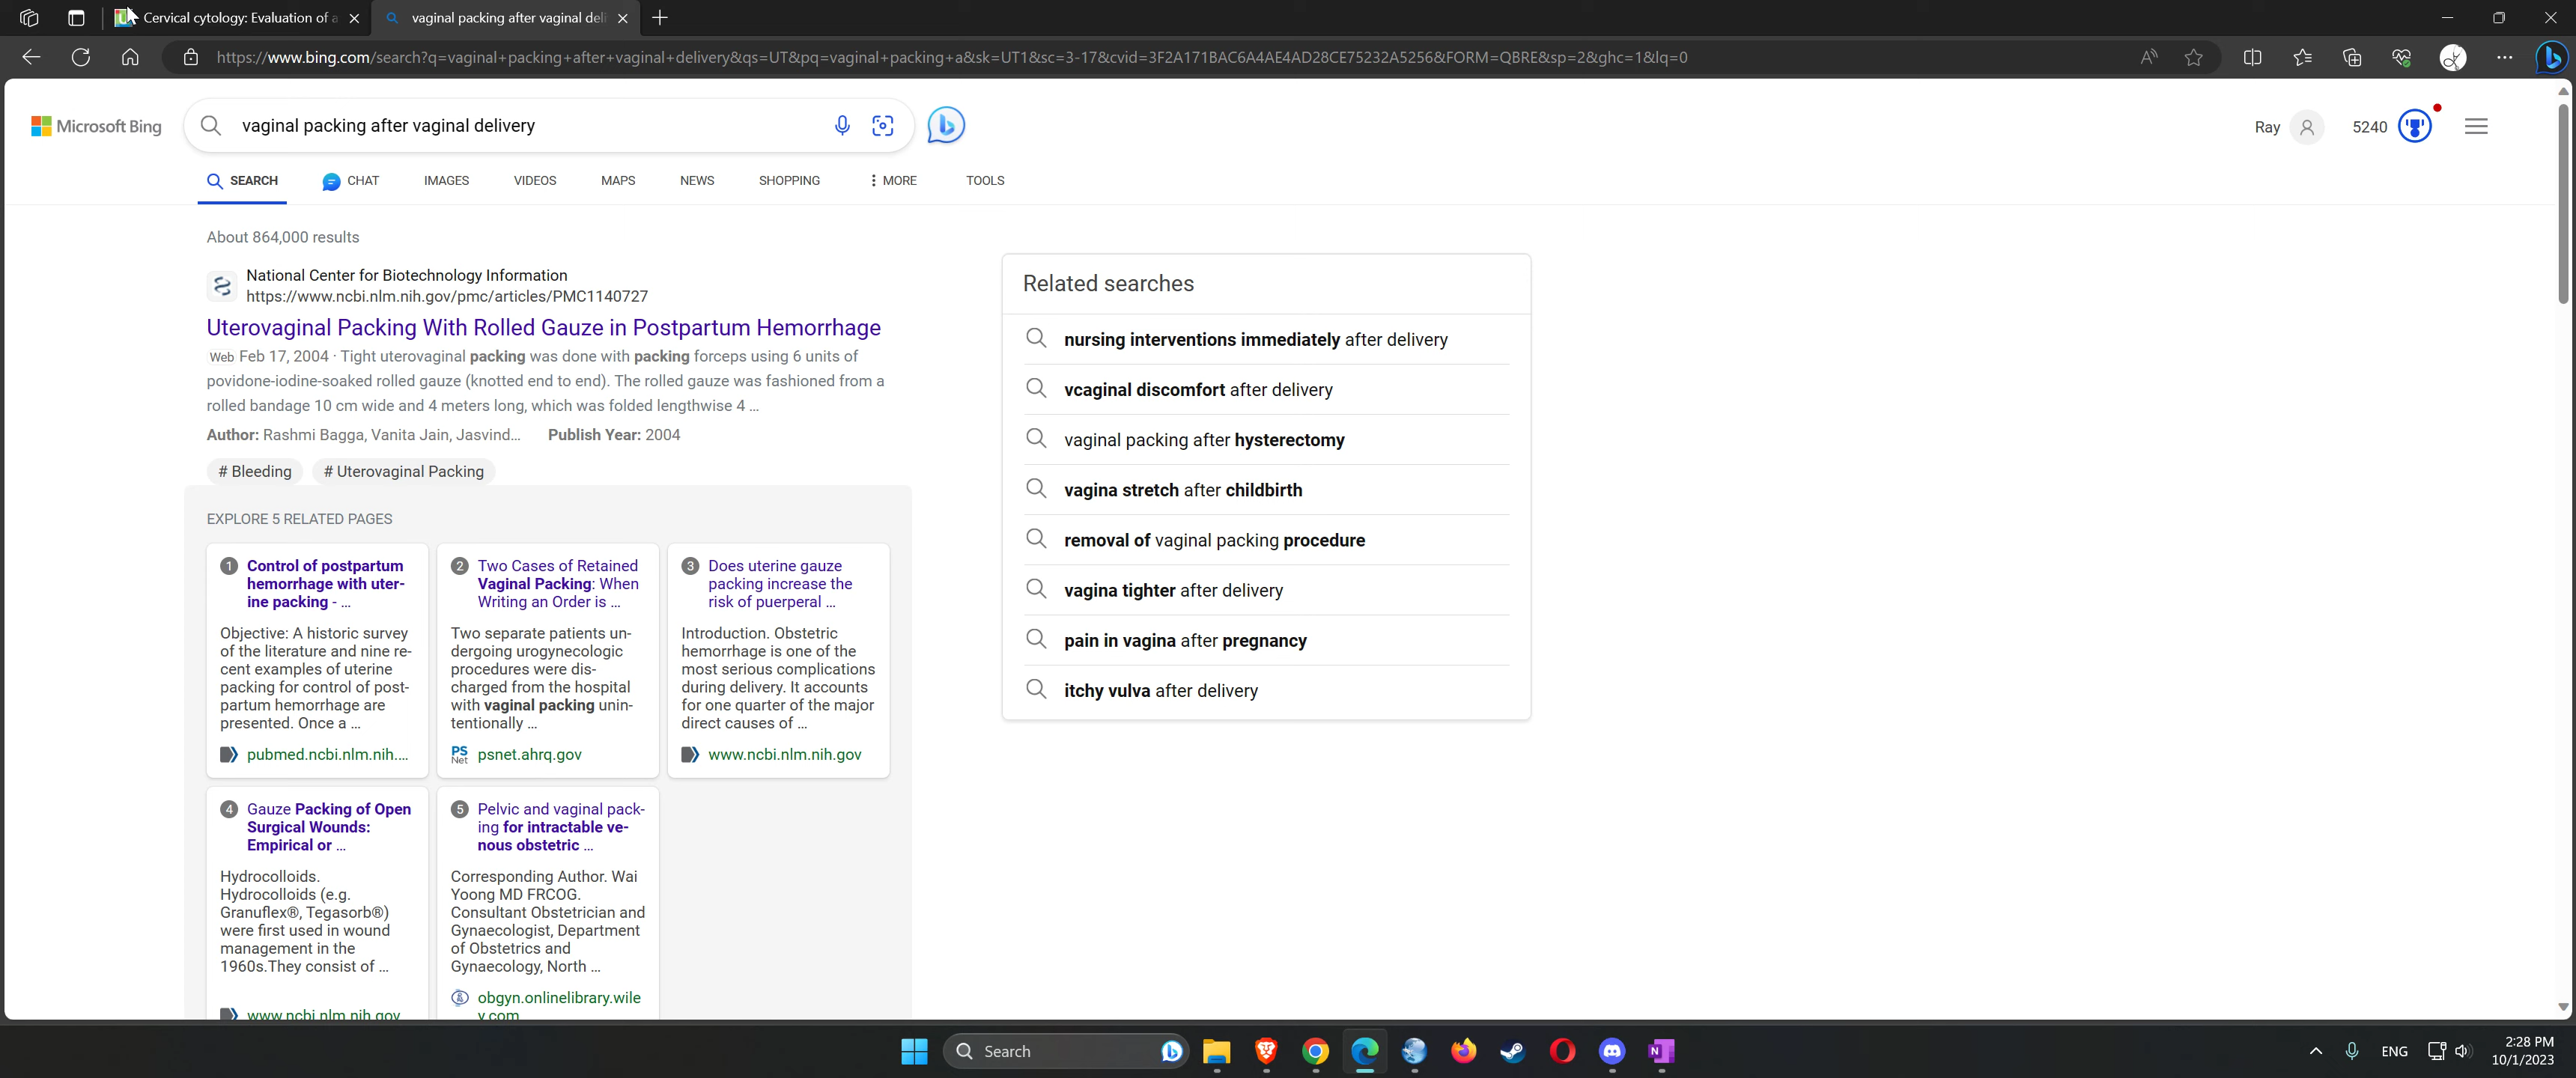 Cervical cytology: Evaluation of a
vaginal packing after vaginal deli
https://www.bing.com/search?q=vaginal+packing+after+vaginal+delivery&qs=UT&pq=vaginal+packing+a&sk=UT1&sc=3-17&cvid=3F2A171BAC6A4AE4AD28CE75232A5256&FORM=QBRE&sp=2&ghc=1&lq=0
Microsoft Bing
vaginal packing after vaginal delivery
Ray
5240
SEARCH
CHAT
IMAGES
VIDEOS
MAPS
NEWS
SHOPPING
MORE
TOOLS
About 864,000 results
National Center for Biotechnology Information
https://www.ncbi.nlm.nih.gov/pmc/articles/PMC1140727
Uterovaginal Packing With Rolled Gauze in Postpartum Hemorrhage
Web Feb 17, 2004 · Tight uterovaginal packing was done with packing forceps using 6 units of
povidone-iodine-soaked rolled gauze (knotted end to end). The rolled gauze was fashioned from a
rolled bandage 10 cm wide and 4 meters long, which was folded lengthwise 4 ...
Author: Rashmi Bagga, Vanita Jain, Jasvind... Publish Year: 2004
# Bleeding
# Uterovaginal Packing
EXPLORE 5 RELATED PAGES
1 Control of postpartum
hemorrhage with uter-
ine packing - ...
Objective: A historic survey
of the literature and nine re-
cent examples of uterine
packing for control of post-
partum hemorrhage are
presented. Once a ...
pubmed.ncbi.nlm.nih....
2 Two Cases of Retained
Vaginal Packing: When
Writing an Order is ...
Two separate patients un-
dergoing urogynecologic
procedures were dis-
charged from the hospital
with vaginal packing unin-
tentionally ...
PS
Net
psnet.ahrq.gov
3 Does uterine gauze
packing increase the
risk of puerperal ...
Introduction. Obstetric
hemorrhage is one of the
most serious complications
during delivery. It accounts
for one quarter of the major
direct causes of ...
www.ncbi.nlm.nih.gov
4 Gauze Packing of Open
Surgical Wounds:
Empirical or ...
Hydrocolloids.
Hydrocolloids (e.g.
Granuflex®, Tegasorb®)
were first used in wound
management in the
1960s.They consist of ...
www.ncbi.nlm.nih.gov
5 Pelvic and vaginal pack-
ing for intractable ve-
nous obstetric ...
Corresponding Author. Wai
Yoong MD FRCOG.
Consultant Obstetrician and
Gynaecologist, Department
of Obstetrics and
Gynaecology, North ...
obgyn.onlinelibrary.wile
y.com
Related searches
nursing interventions immediately after delivery
vcaginal discomfort after delivery
vaginal packing after hysterectomy
vagina stretch after childbirth
removal of vaginal packing procedure
vagina tighter after delivery
pain in vagina after pregnancy
itchy vulva after delivery
Search
ENG
2:28 PM
10/1/2023